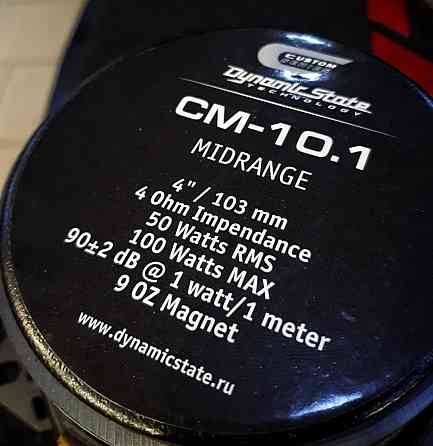 CUSTOM
SERIES
Dynamic State
TECHNOLOGY
CM-10.1
MIDRANGE
4" / 103 mm
4 Ohm Impendance
50 Watts RMS
100 Watts MAX
90±2 dB @ 1 watt/1 meter
9 OZ Magnet
www.dynamicstate.ru